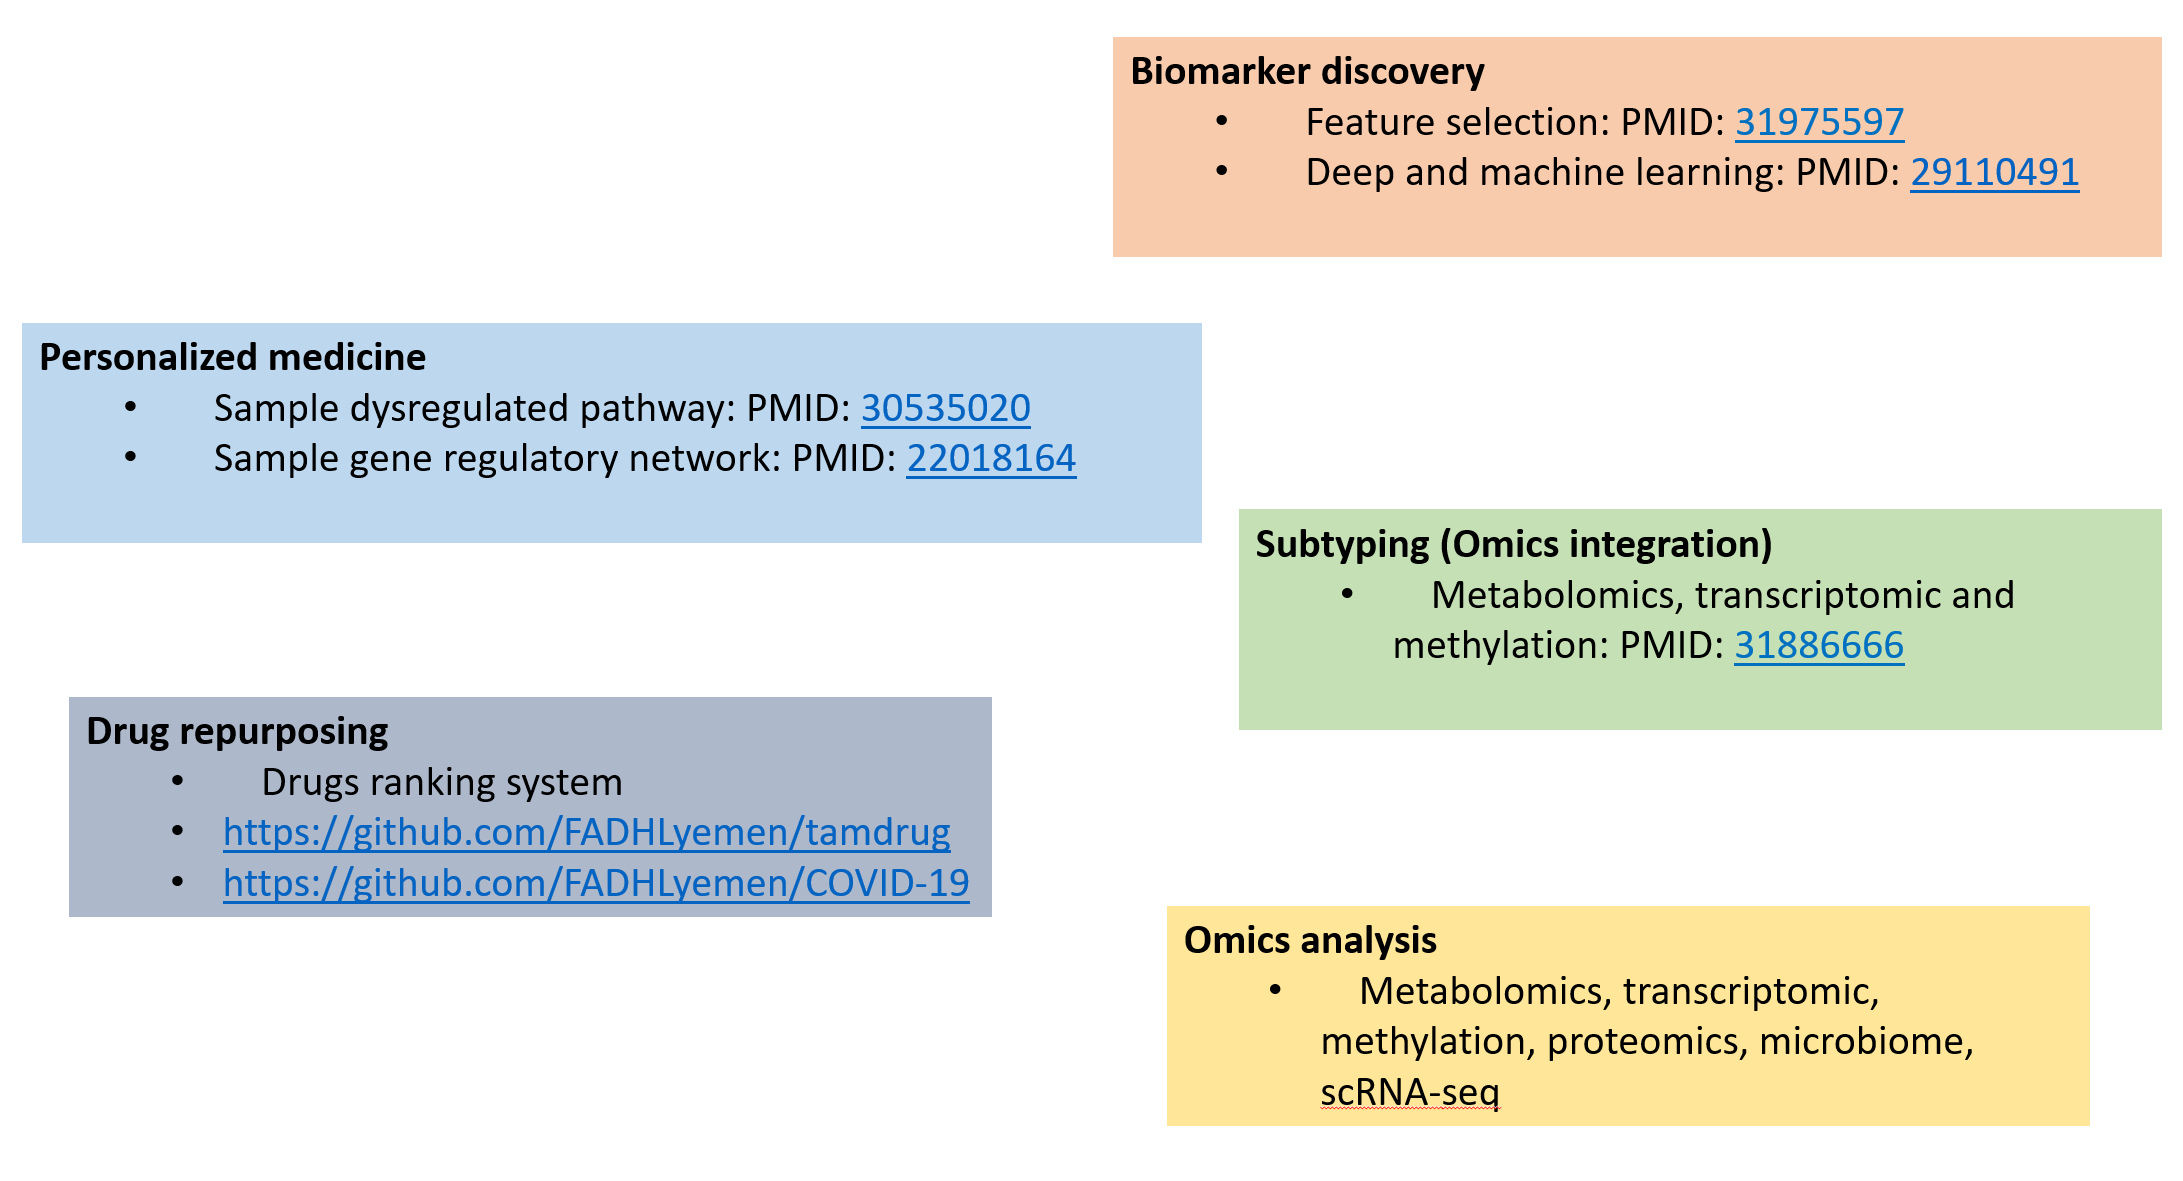 Biomarker discovery
• Feature selection: PMID: 31975597
• Deep and machine learning: PMID: 29110491
Personalized medicine
• Sample dysregulated pathway: PMID: 30535020
• Sample gene regulatory network: PMID: 22018164
Subtyping (Omics integration)
• Metabolomics, transcriptomic and
methylation: PMID: 31886666
Drug repurposing
• Drugs ranking system
• https://github.com/FADHLyemen/tamdrug
• https://github.com/FADHLyemen/COVID-19
Omics analysis
• Metabolomics, transcriptomic,
methylation, proteomics, microbiome,
scRNA-seq